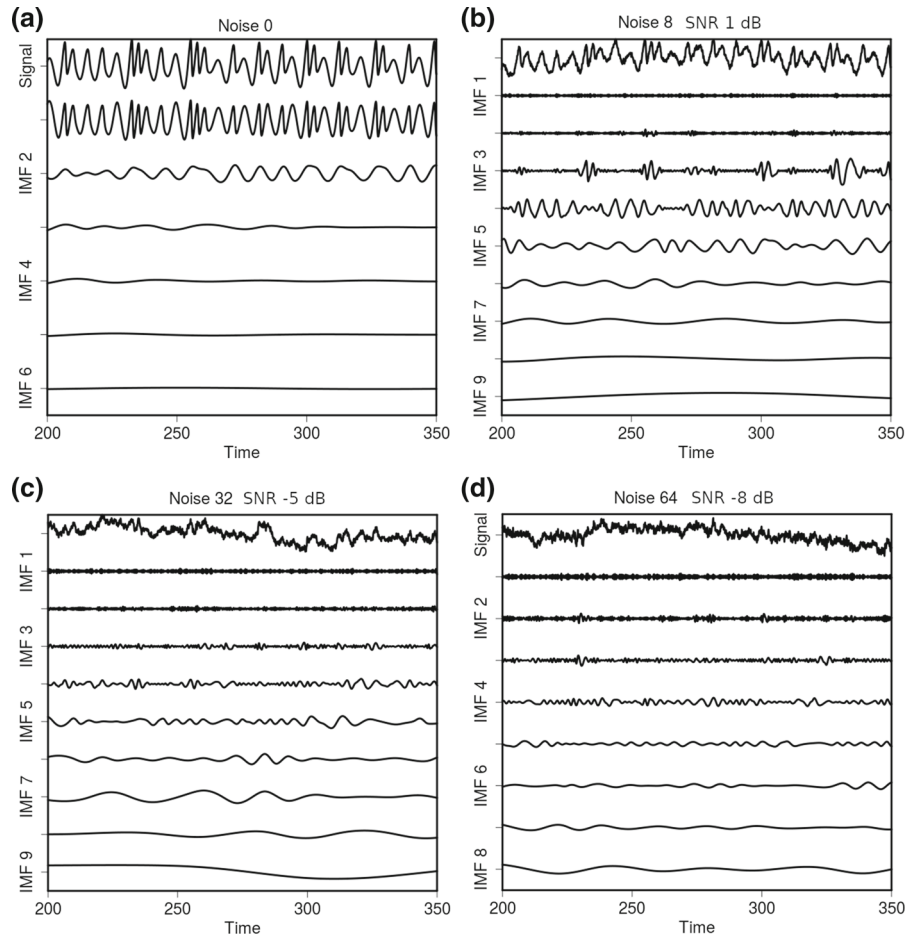 (a)
Noise 0
Signal
IMF 2
IMF 4
IMF 6
200 250 300 350
Time
(b)
Noise 8 SNR 1 dB
IMF 1
IMF 3
IMF 5
IMF 7
IMF 9
200 250 300 350
Time
(c)
Noise 32 SNR -5 dB
IMF 1
IMF 3
IMF 5
IMF 7
IMF 9
200 250 300 350
Time
(d)
Noise 64 SNR -8 dB
Signal
IMF 2
IMF 4
IMF 6
IMF 8
200 250 300 350
Time